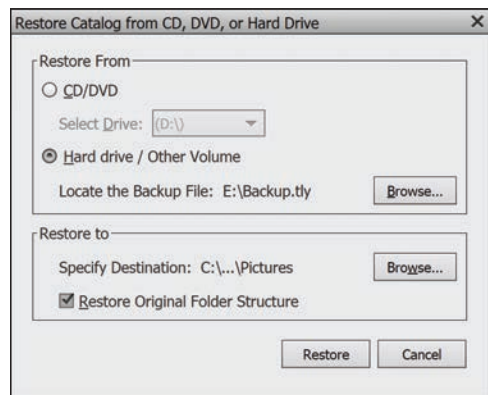 Restore Catalog from CD, DVD, or Hard Drive
Restore From
CD/DVD
Select Drive: (D:\)
Hard drive / Other Volume
Locate the Backup File: E:\Backup.tly Browse...
Restore to
Specify Destination: C:\...\Pictures Browse...
Restore Original Folder Structure
Restore Cancel